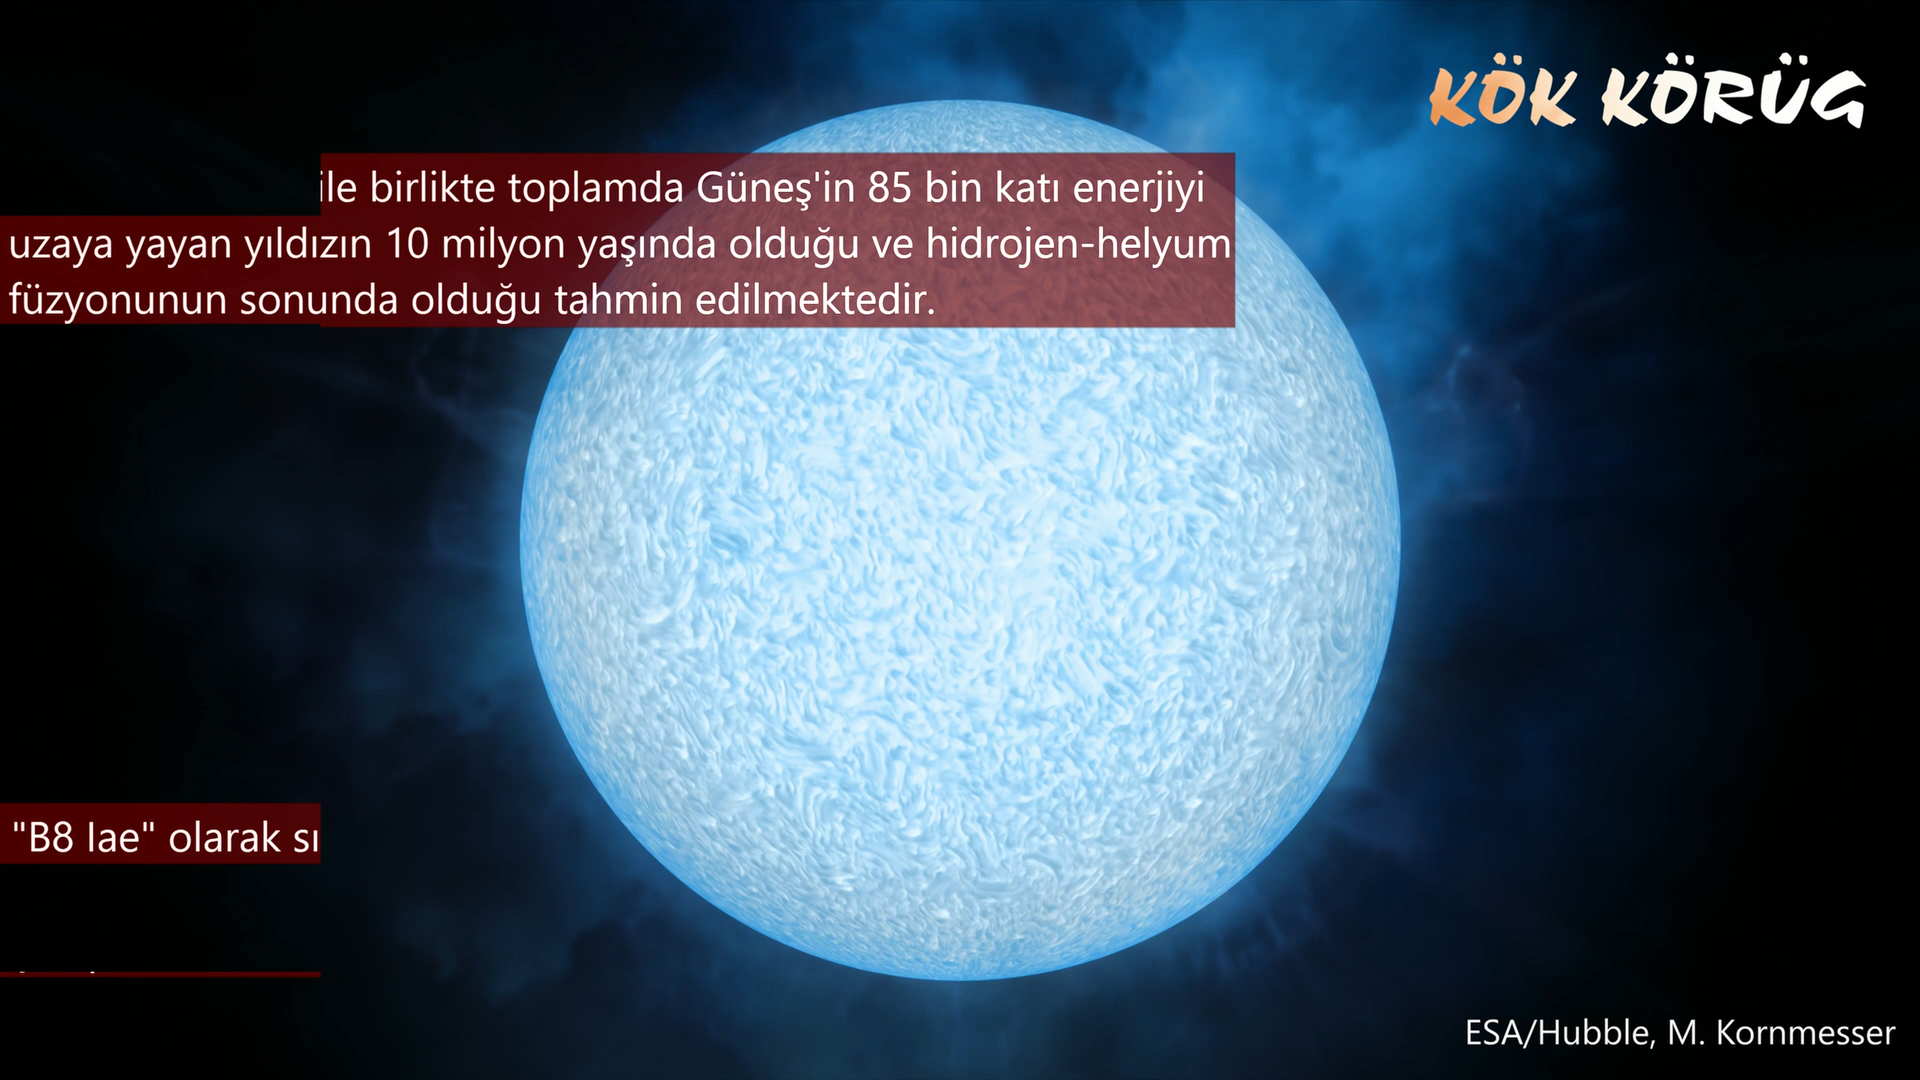 KÖK KÖRÜG
ile birlikte toplamda Güneş'in 85 bin katı enerjiyi
uzaya yayan yıldızın 10 milyon yaşında olduğu ve hidrojen-helyum
füzyonunun sonunda olduğu tahmin edilmektedir.
"B8 Iae" olarak sı
ESA/Hubble, M. Kornmesser